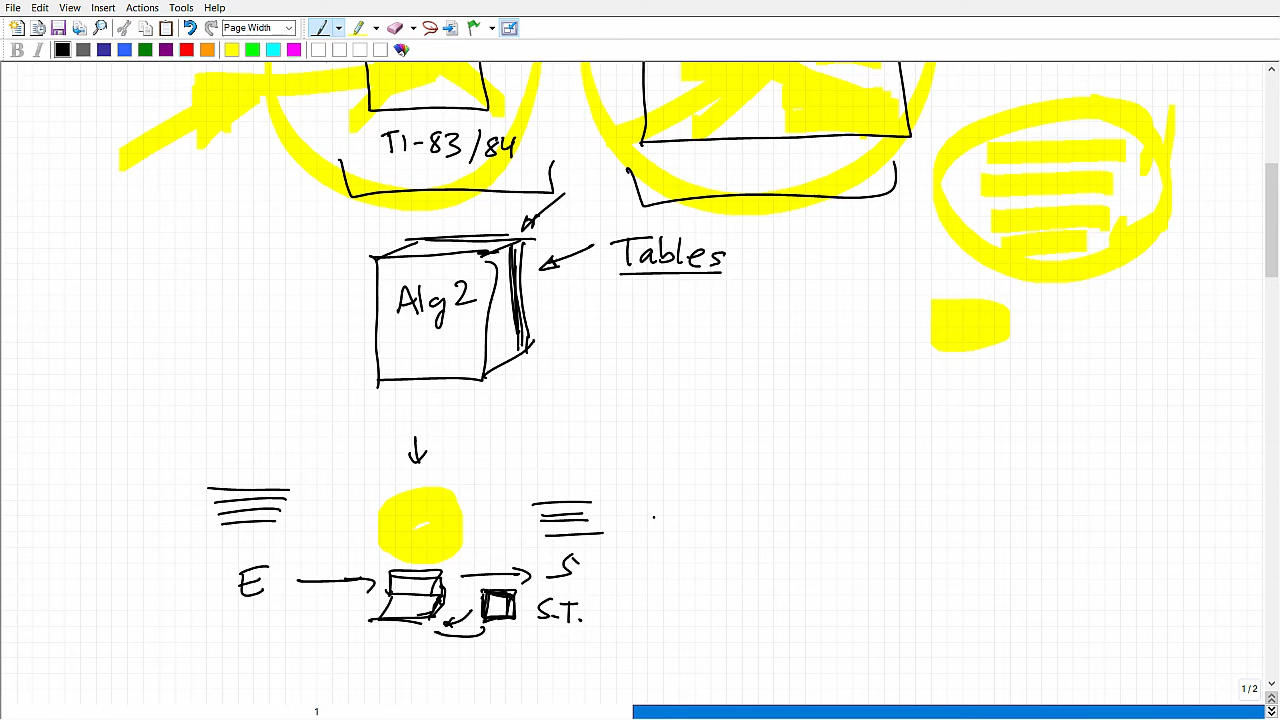 File Edit View Insert Actions Tools Help
Page Width
B I
TI-83/84
Tables
Alg 2
E S
S.T.
1/2
1